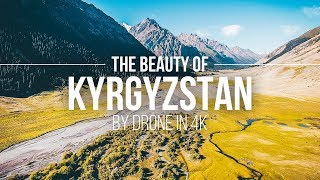 THE BEAUTY OF
KYRGYZSTAN
BY DRONE IN 4K